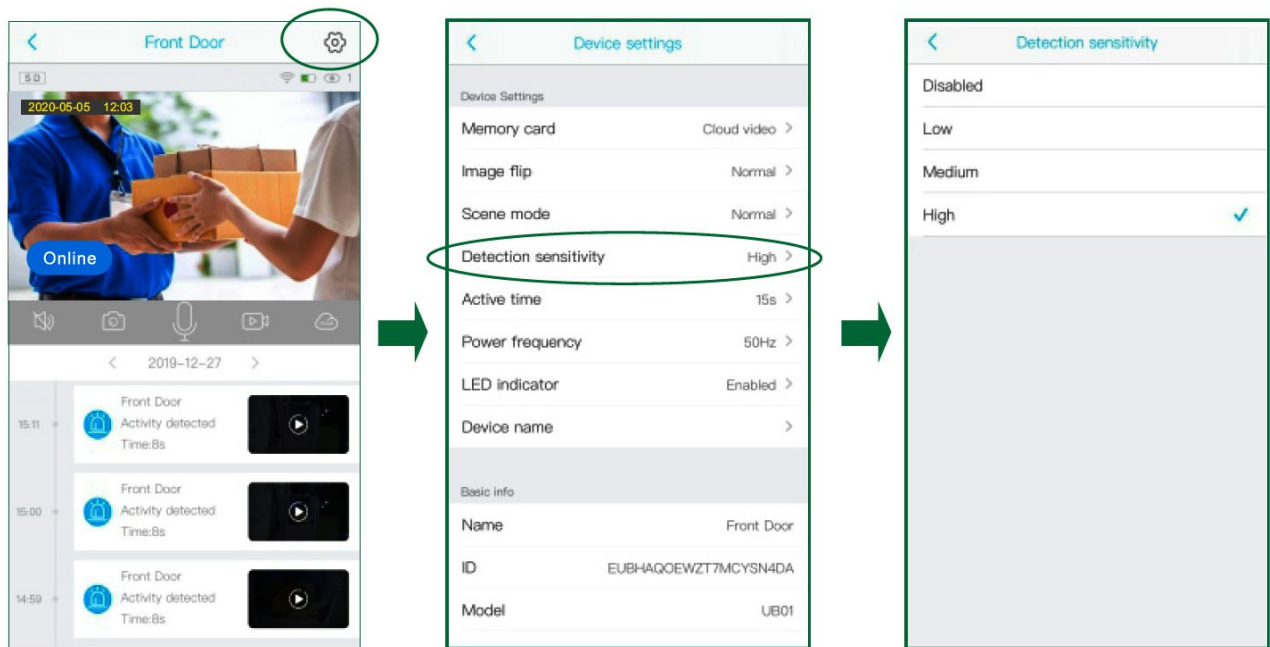 Front Door
SD
1
2020-05-05 12:03
Online
2019-12-27
15:11
Front Door
Activity detected
Time:8s
15:00
Front Door
Activity detected
Time:8s
14:59
Front Door
Activity detected
Time:8s
Device settings
Device Settings
Memory card Cloud video
Image flip Normal
Scene mode Normal
Detection sensitivity High
Active time 15s
Power frequency 50Hz
LED indicator Enabled
Device name
Basic info
Name Front Door
ID EUBHAQOEWZT7MCYSN4DA
Model UB01
Detection sensitivity
Disabled
Low
Medium
High